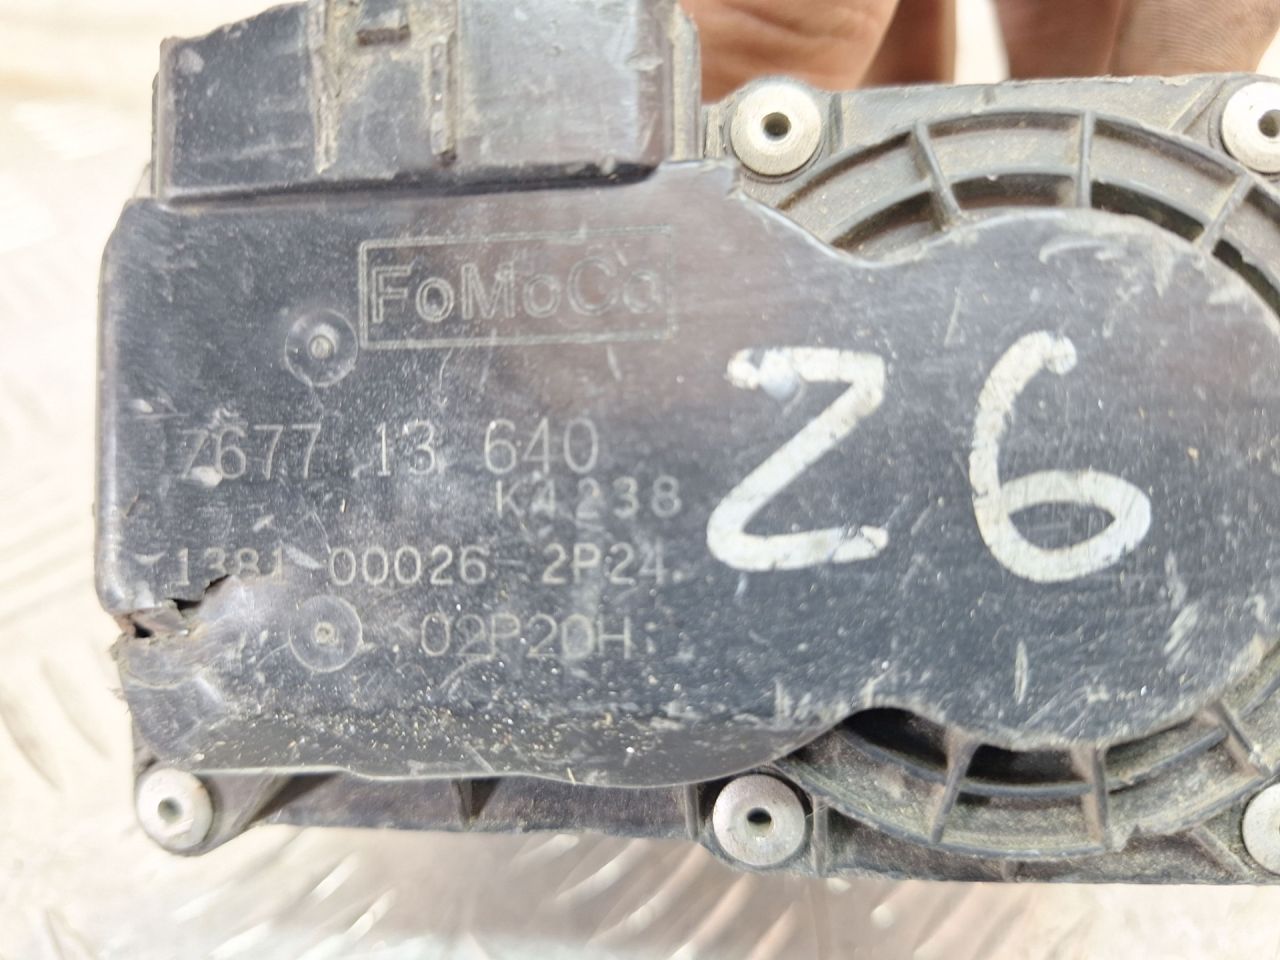 FoMoCo
Z677 13 640
K4238
1381 00026 2P24
02P20H
Z6